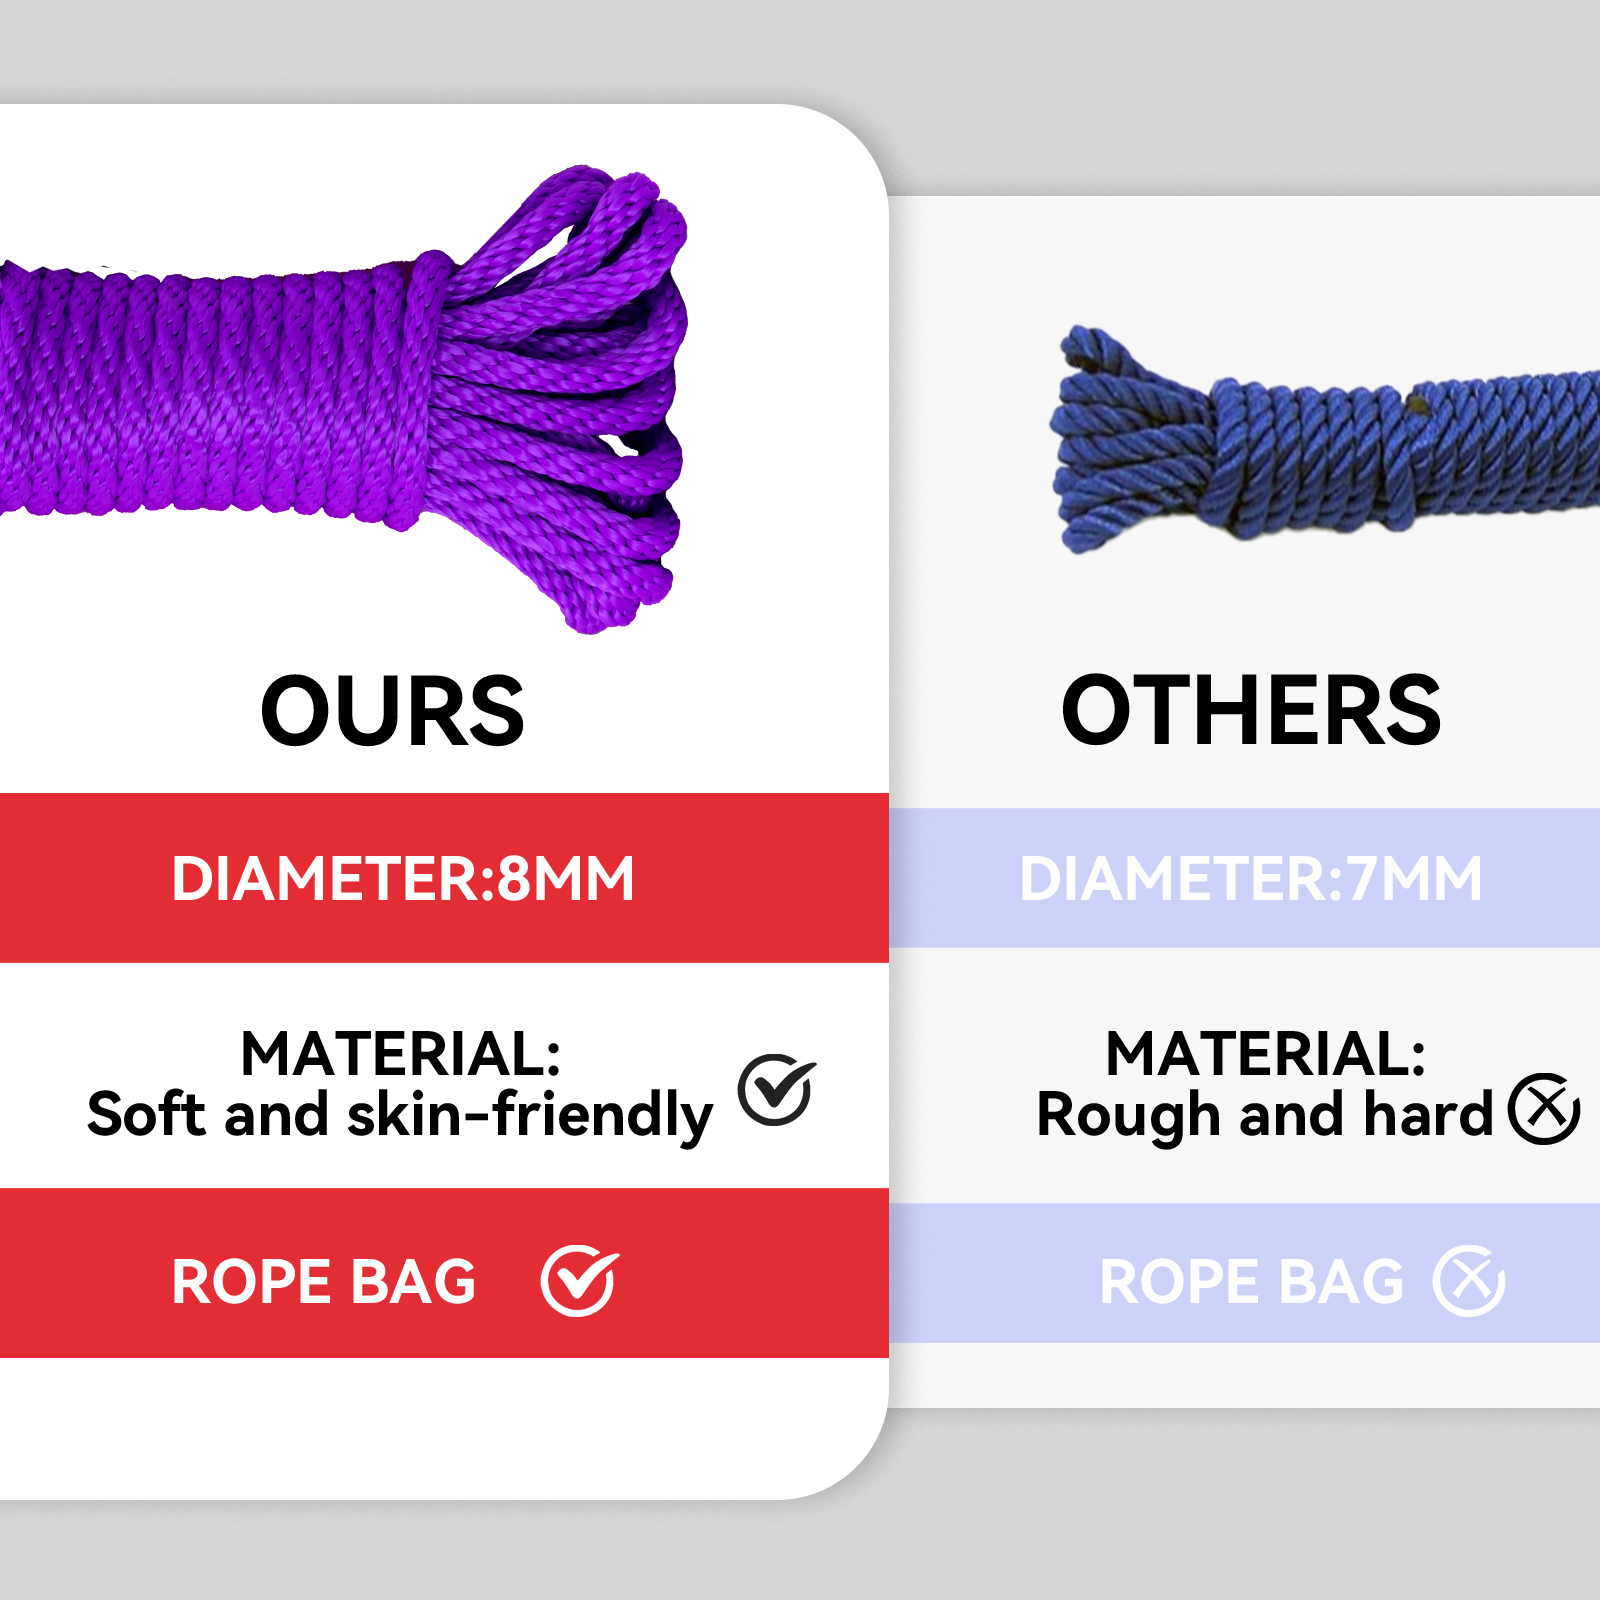 OURS
DIAMETER:8MM
MATERIAL:
Soft and skin-friendly
ROPE BAG
OTHERS
DIAMETER:7MM
MATERIAL:
Rough and hard
ROPE BAG